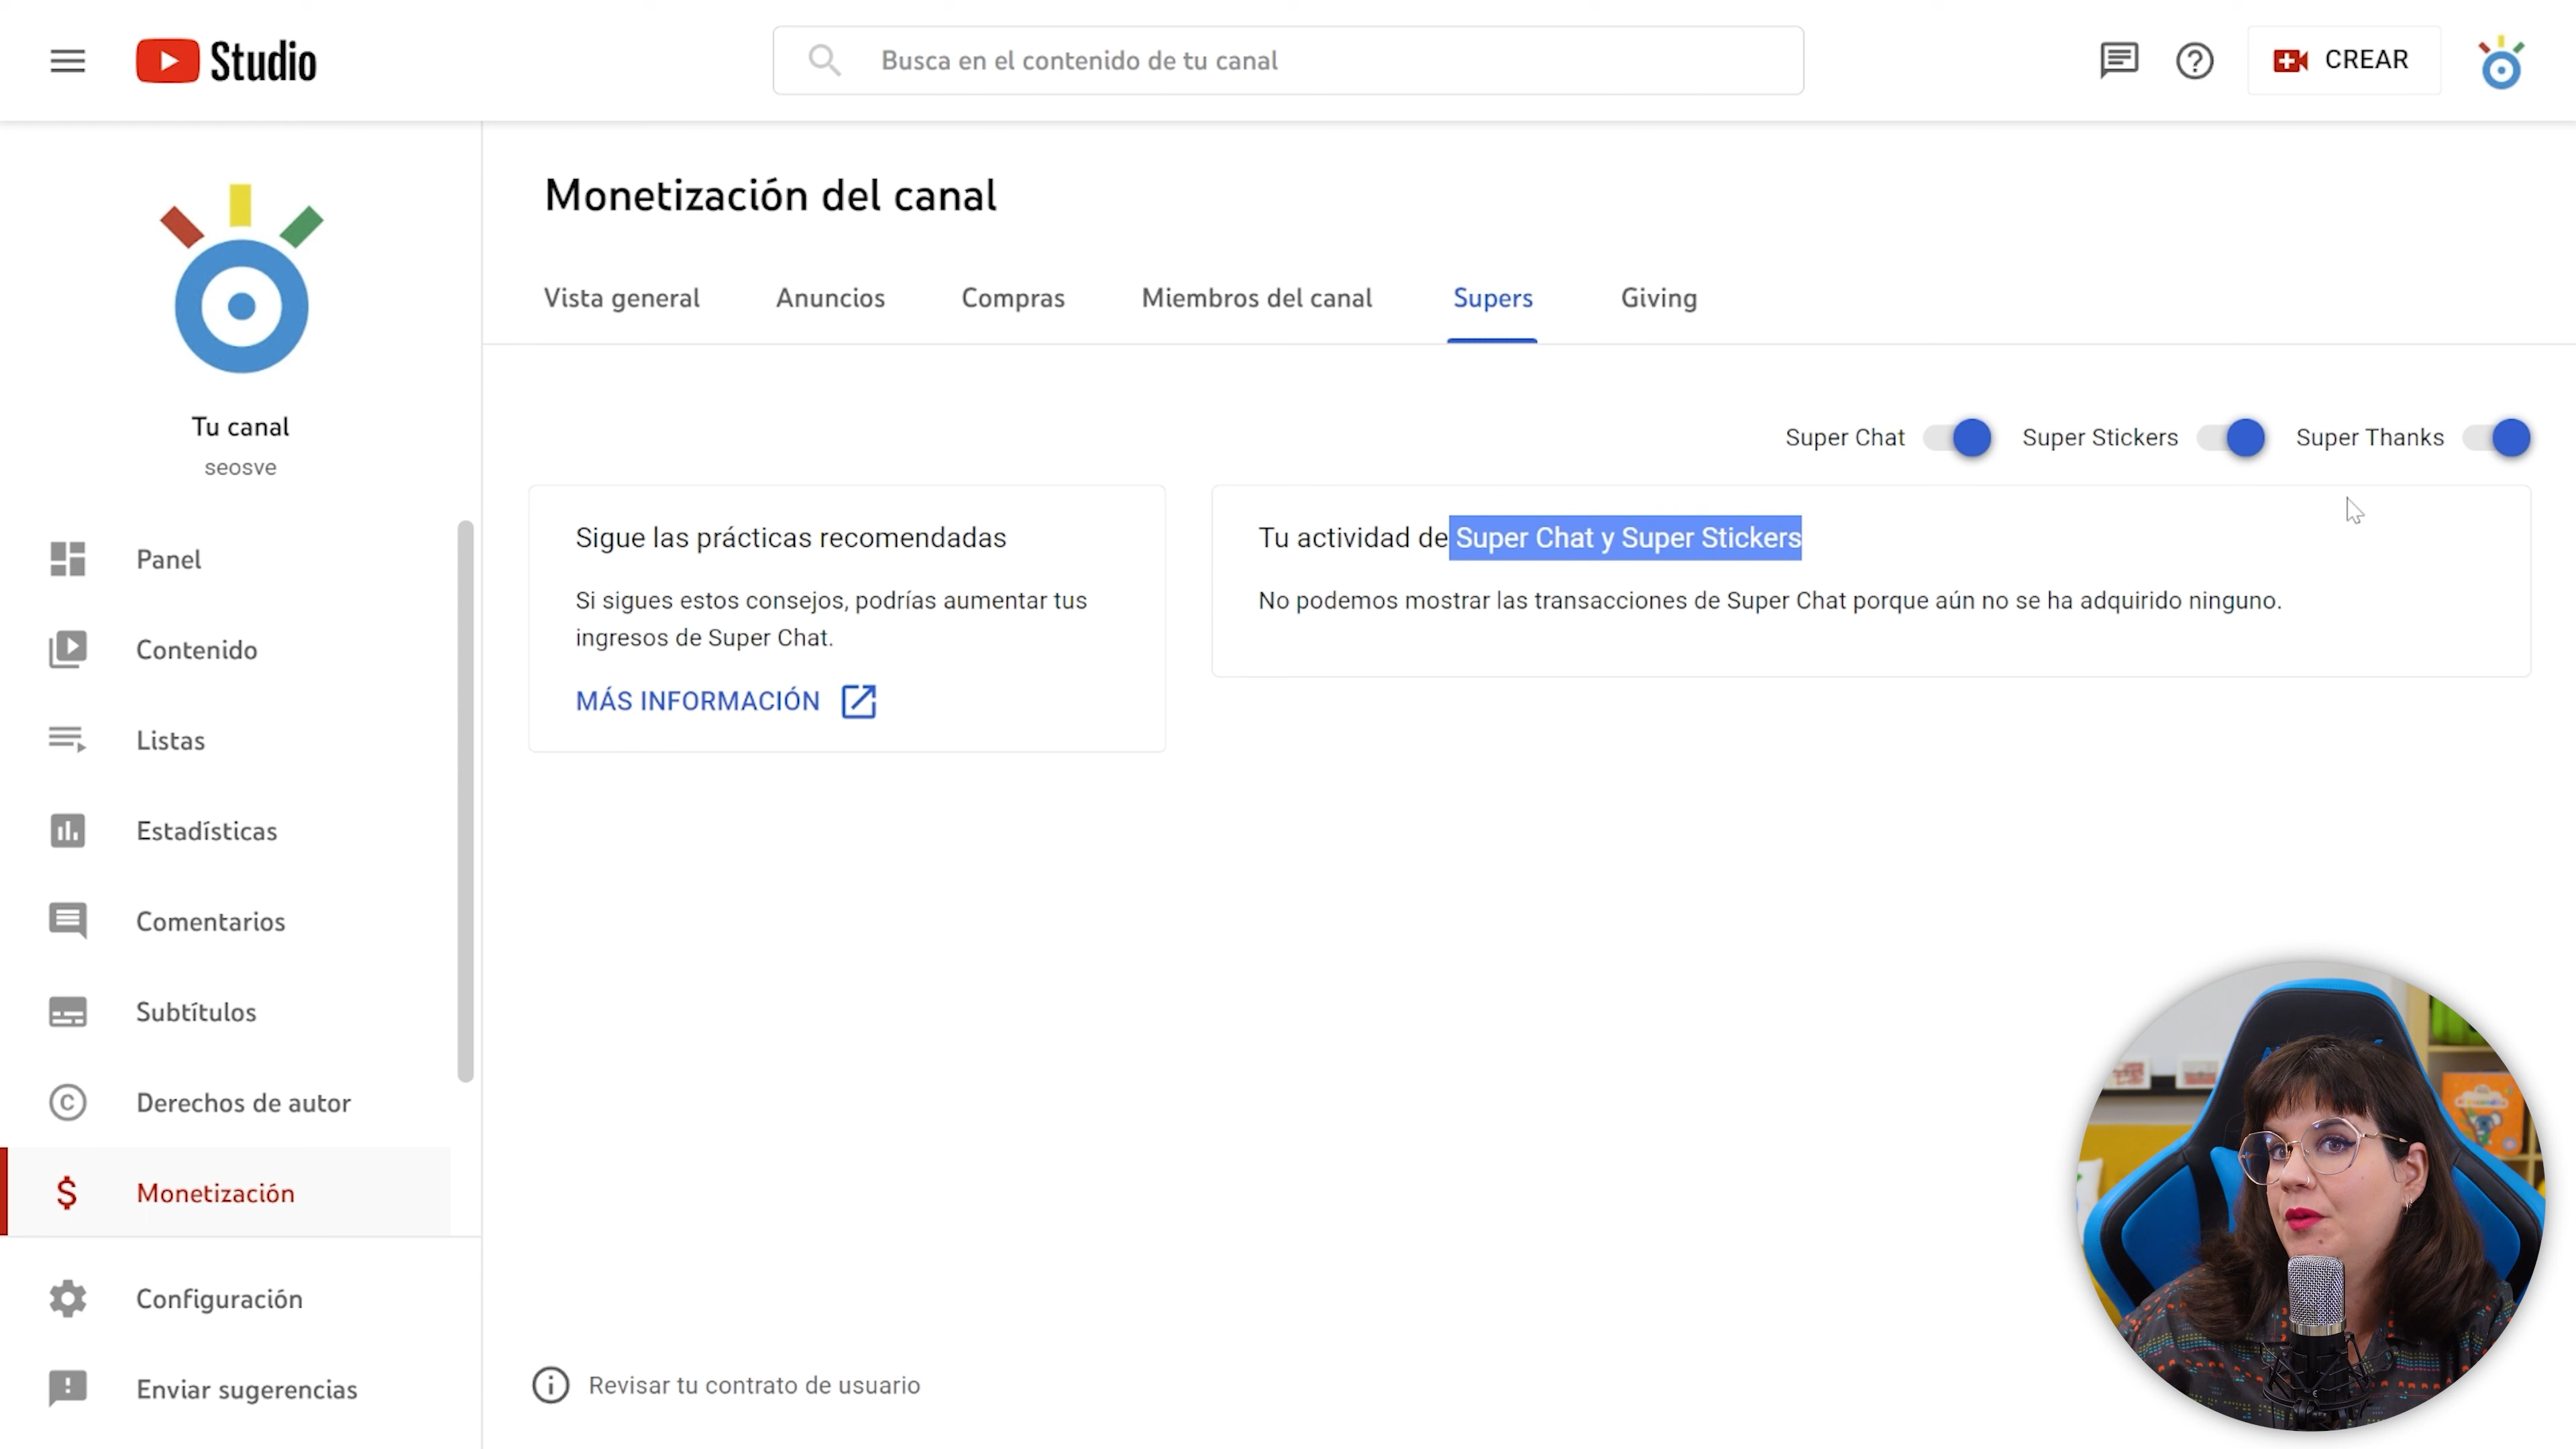 Studio
Busca en el contenido de tu canal
CREAR
Tu canal
seosve
Panel
Contenido
Listas
Estadísticas
Comentarios
Subtítulos
Derechos de autor
Monetización
Configuración
Enviar sugerencias
Monetización del canal
Vista general
Anuncios
Compras
Miembros del canal
Supers
Giving
Super Chat
Super Stickers
Super Thanks
Sigue las prácticas recomendadas
Si sigues estos consejos, podrías aumentar tus
ingresos de Super Chat.
MÁS INFORMACIÓN
Tu actividad de Super Chat y Super Stickers
No podemos mostrar las transacciones de Super Chat porque aún no se ha adquirido ninguno.
Revisar tu contrato de usuario